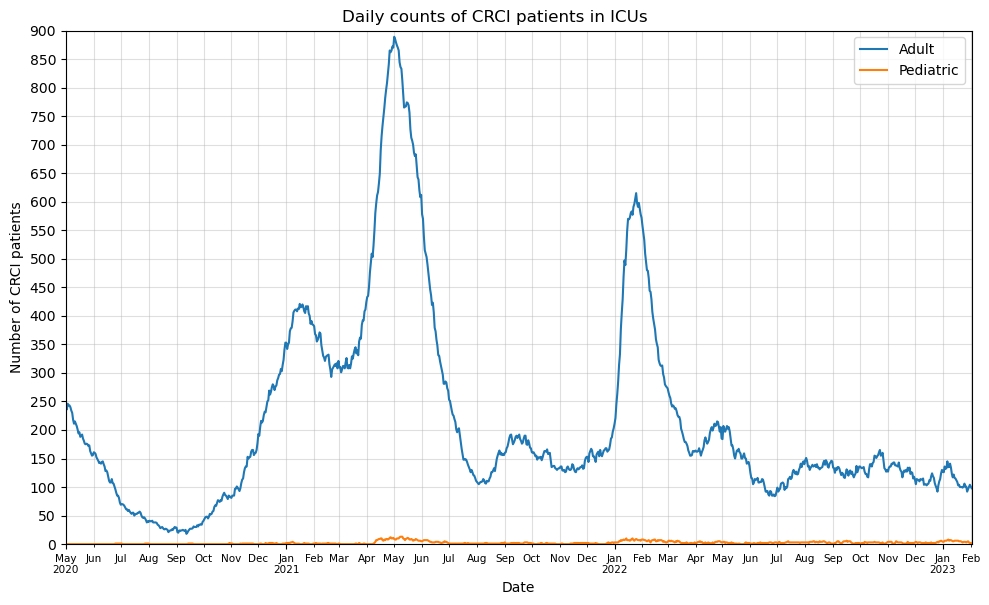 Daily counts of CRCI patients in ICUs
Adult
Pediatric
Number of CRCI patients
900
850
800
750
700
650
600
550
500
450
400
350
300
250
200
150
100
50
0
May Jun Jul Aug Sep Oct Nov Dec Jan Feb Mar Apr May Jun Jul Aug Sep Oct Nov Dec Jan Feb Mar Apr May Jun Jul Aug Sep Oct Nov Dec Jan Feb
2020 2021 2022 2023
Date